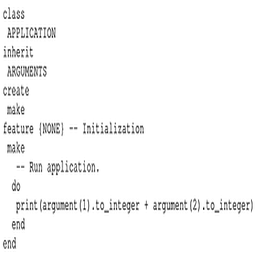 class
 APPLICATION
inherit
 ARGUMENTS
create
 make
feature {NONE} -- Initialization
 make
  -- Run application.
 do
  print(argument(1).to_integer + argument(2).to_integer)
 end
end